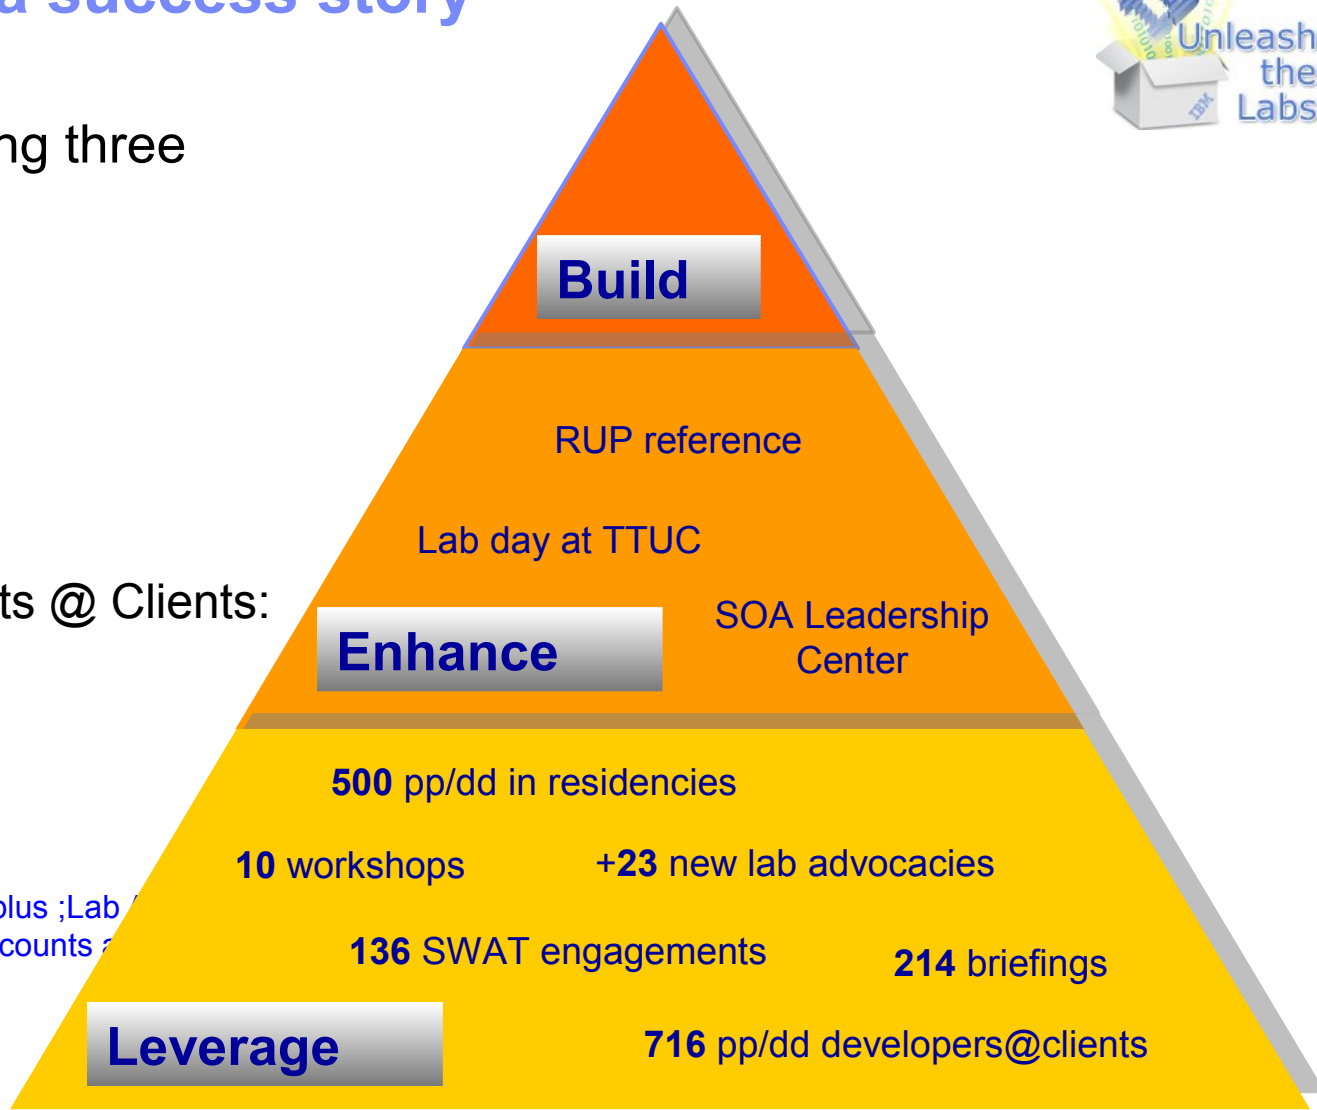 a success story
Unleash
the
Labs
IBM
ng three
Build
RUP reference
Lab day at TTUC
ts @ Clients:
SOA Leadership
Center
Enhance
500 pp/dd in residencies
10 workshops
+23 new lab advocacies
plus ;Lab
counts
136 SWAT engagements
214 briefings
Leverage
716 pp/dd developers@clients